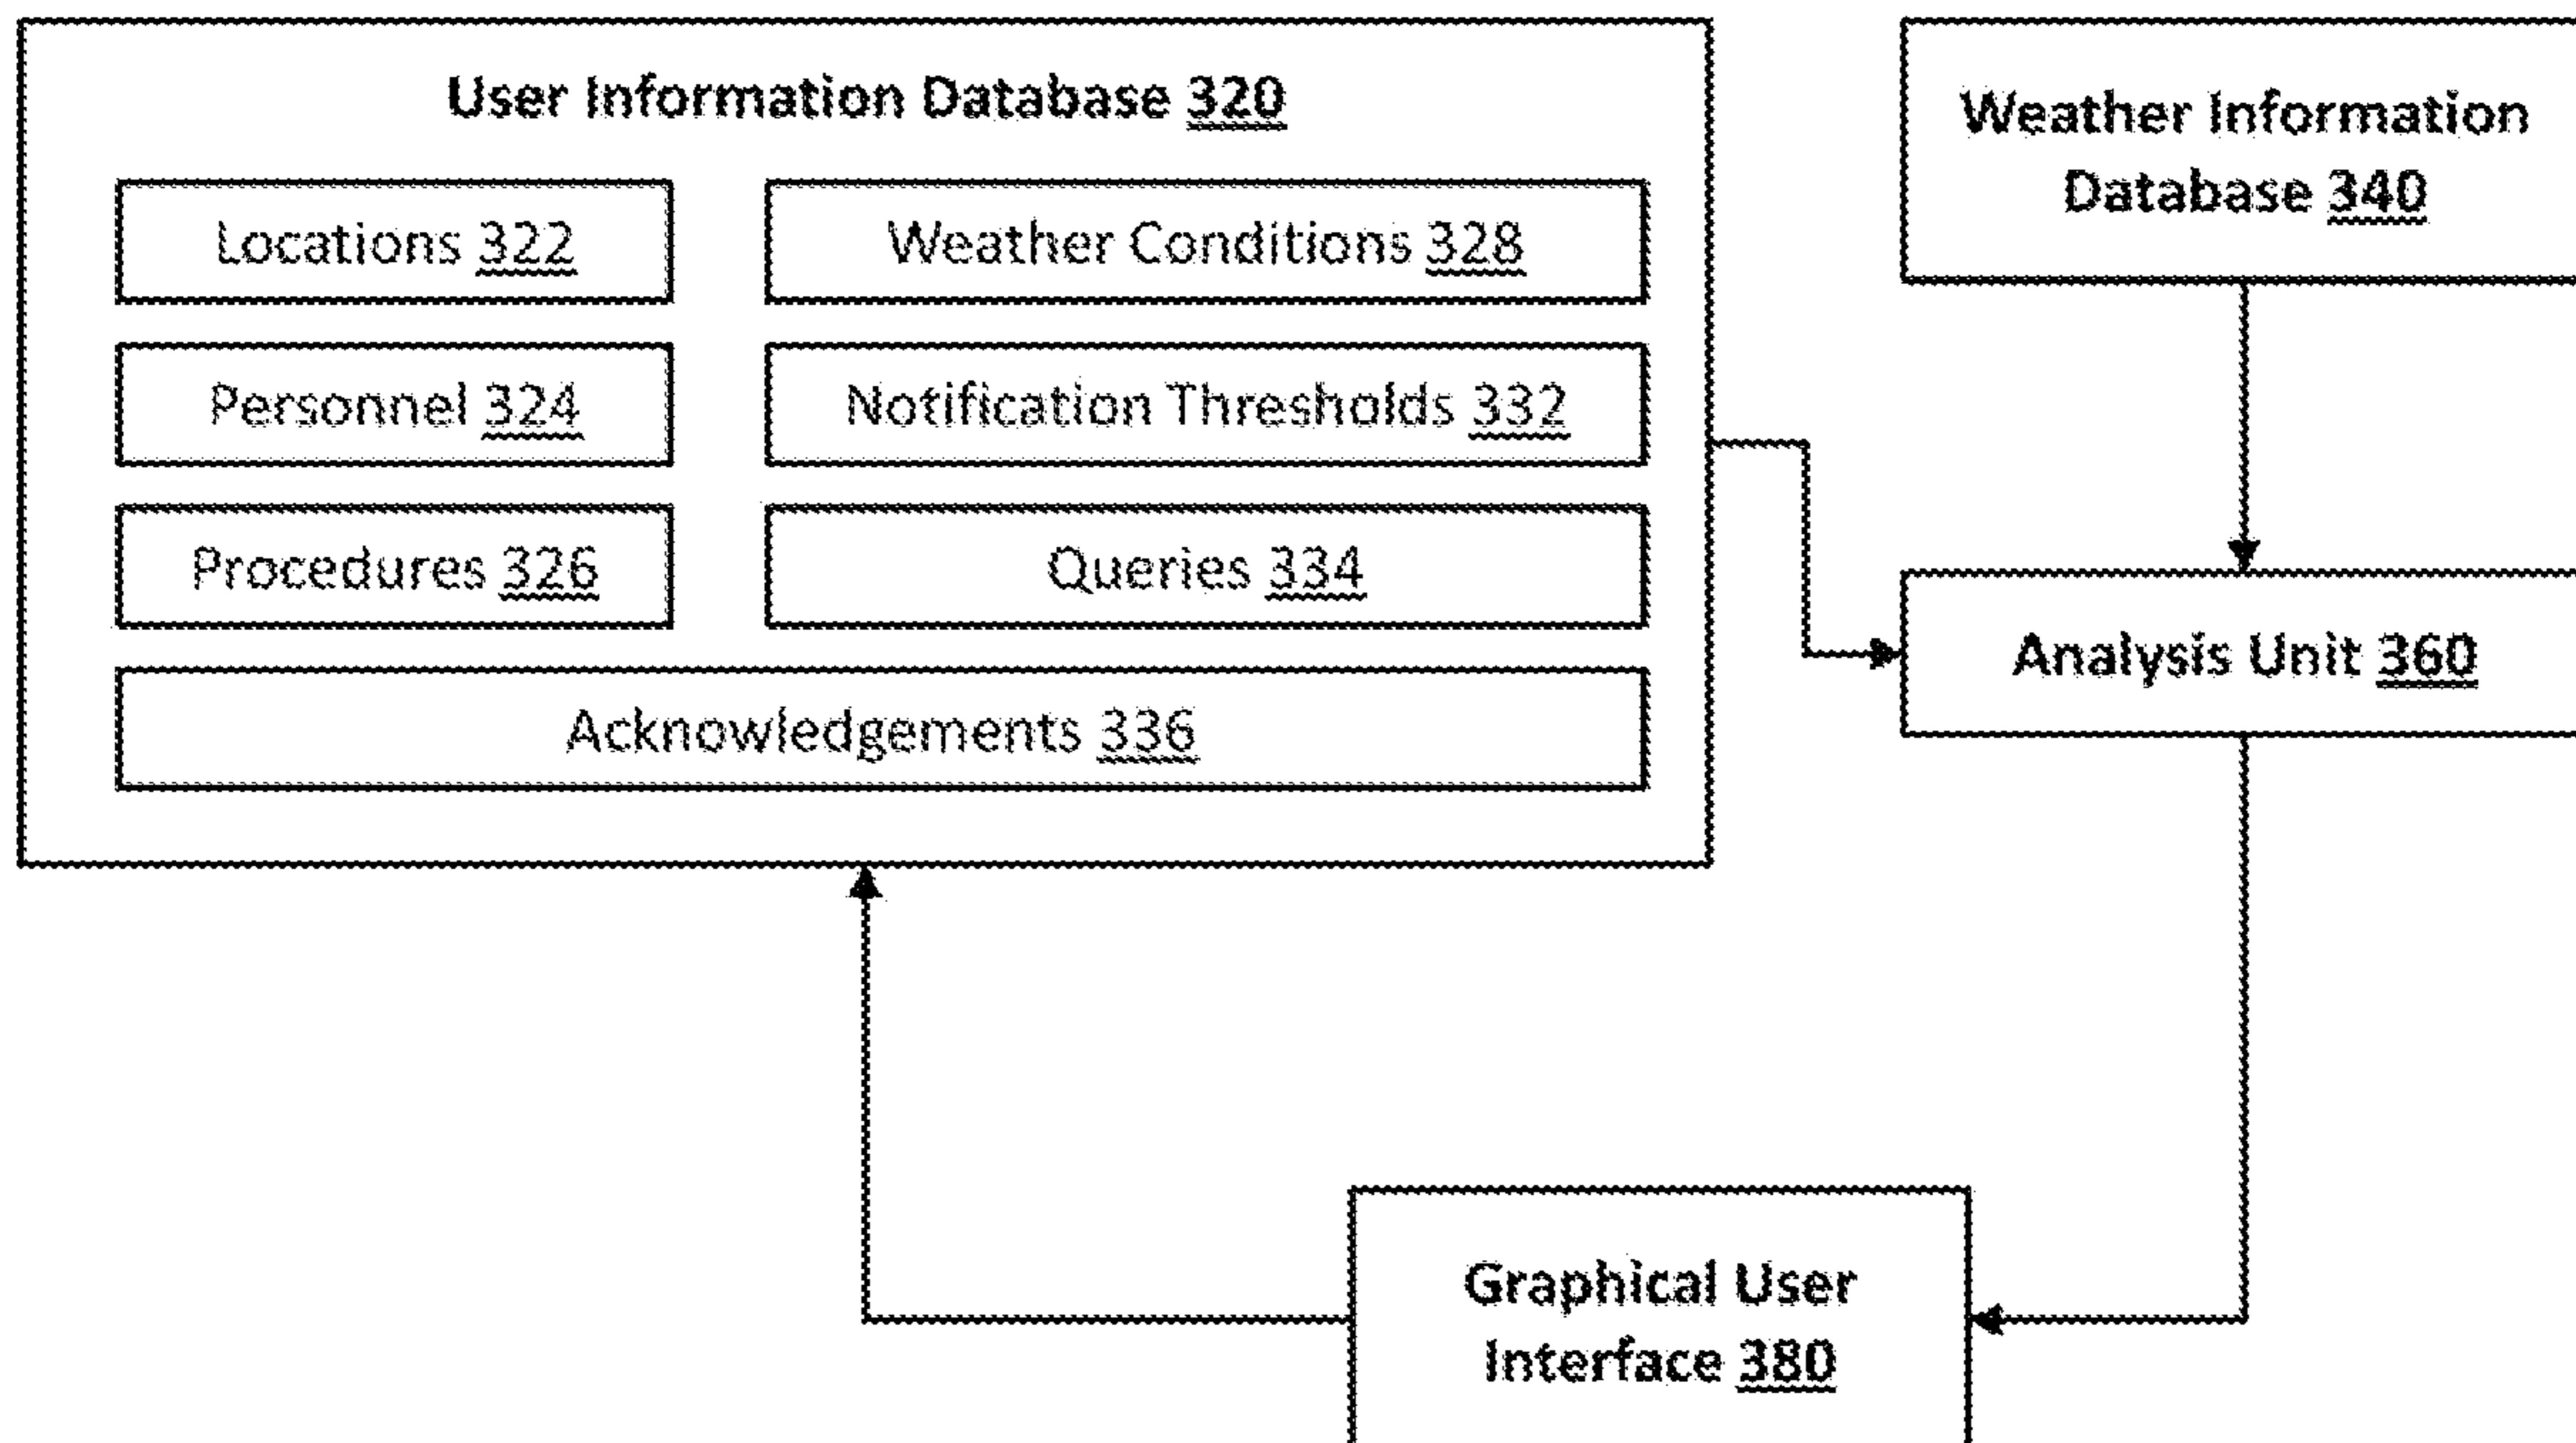 User Information Database 320
Locations 322
Weather Conditions 328
Personnel 324
Notification Thresholds 332
Procedures 326
Queries 334
Acknowledgements 336
Weather Information
Database 340
Analysis Unit 360
Graphical User
Interface 380